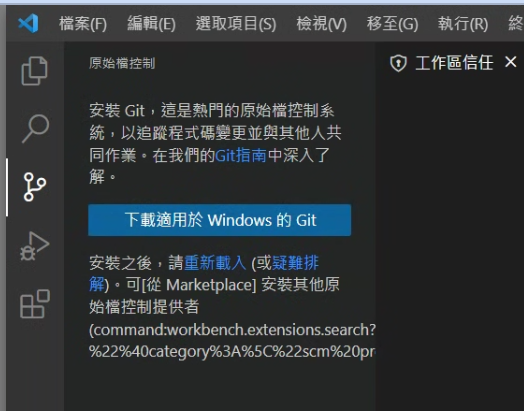 檔案(F) 編輯(E) 選取項目(S) 檢視(V) 移至(G) 執行(R) 終
原始檔控制
工作區信任
安裝 Git，這是熱門的原始檔控制系
統，以追蹤程式碼變更並與其他人共
同作業。在我們的Git指南中深入了
解。
下載適用於 Windows 的 Git
安裝之後，請重新載入 (或疑難排
解)。可[從 Marketplace] 安裝其他原
始檔控制提供者
(command:workbench.extensions.search?
%22%40category%3A%5C%22scm%20pr